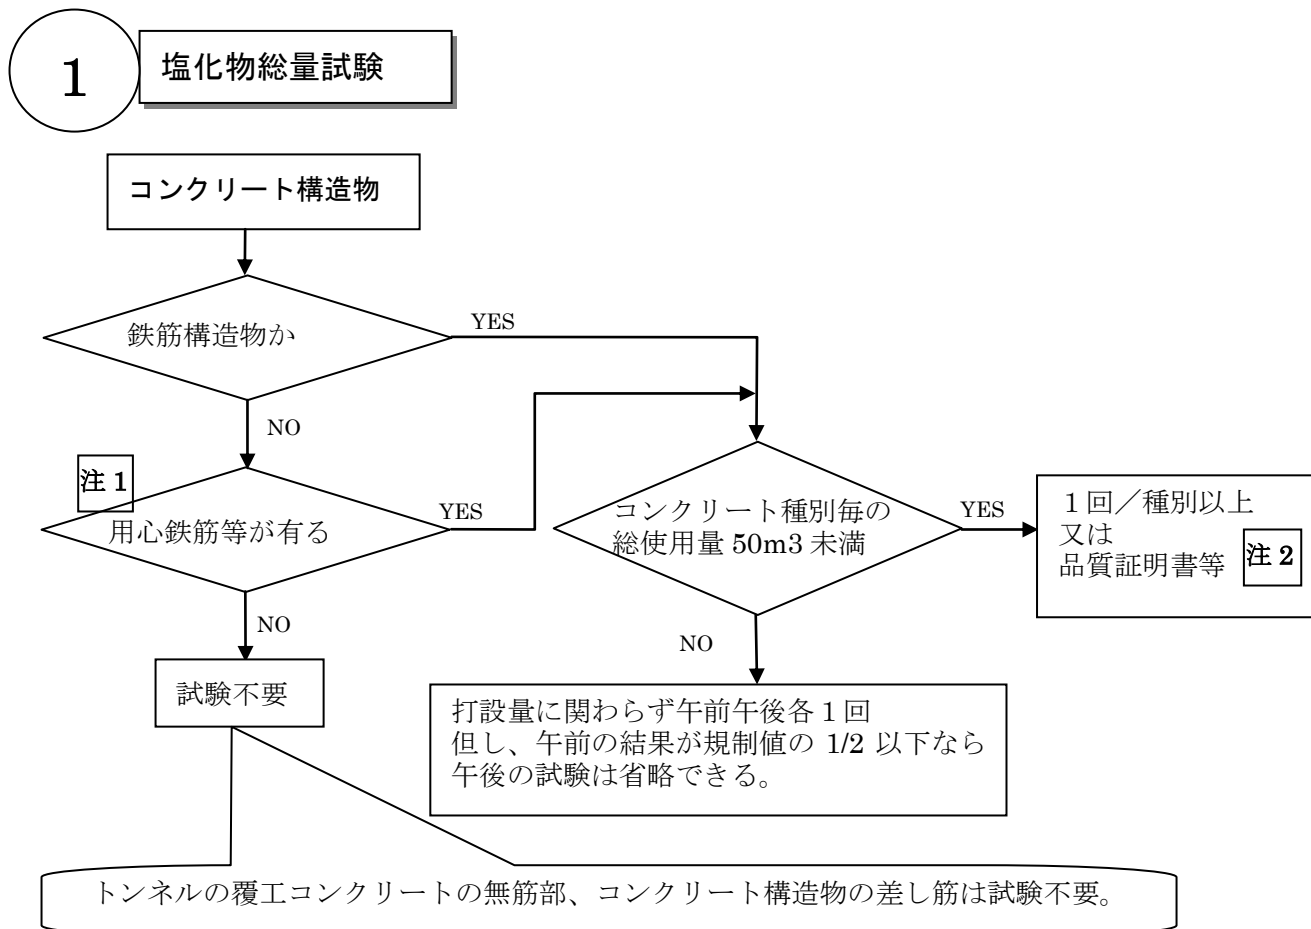 1
塩化物総量試験
コンクリート構造物
鉄筋構造物か
YES
NO
注 1
用心鉄筋等が有る
YES
NO
試験不要
コンクリート種別毎の
総使用量 50m3 未満
YES
1回／種別以上
又は
品質証明書等
注 2
NO
打設量に関わらず午前午後各 1 回
但し、午前の結果が規制値の 1/2 以下なら
午後の試験は省略できる。
トンネルの覆工コンクリートの無筋部、コンクリート構造物の差し筋は試験不要。